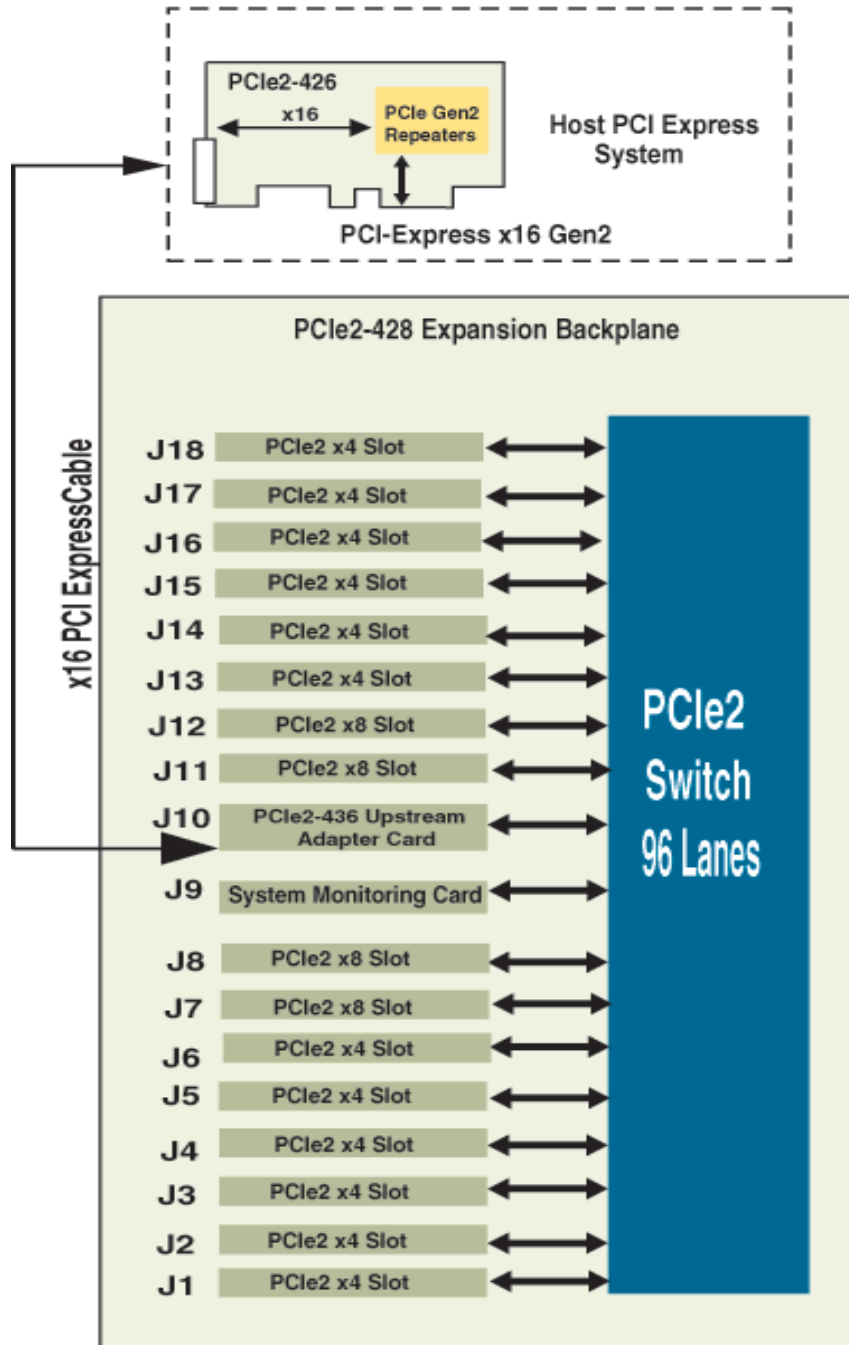 PCIe2-426
x16
PCIe Gen2
Repeaters
Host PCI Express
System
PCI-Express x16 Gen2
PCIe2-428 Expansion Backplane
x16 PCI ExpressCable
J18 PCIe2 x4 Slot
J17 PCIe2 x4 Slot
J16 PCIe2 x4 Slot
J15 PCIe2 x4 Slot
J14 PCIe2 x4 Slot
J13 PCIe2 x4 Slot
J12 PCIe2 x8 Slot
J11 PCIe2 x8 Slot
J10 PCIe2-436 Upstream
Adapter Card
J9 System Monitoring Card
J8 PCIe2 x8 Slot
J7 PCIe2 x8 Slot
J6 PCIe2 x4 Slot
J5 PCIe2 x4 Slot
J4 PCIe2 x4 Slot
J3 PCIe2 x4 Slot
J2 PCIe2 x4 Slot
J1 PCIe2 x4 Slot
PCIe2
Switch
96 Lanes